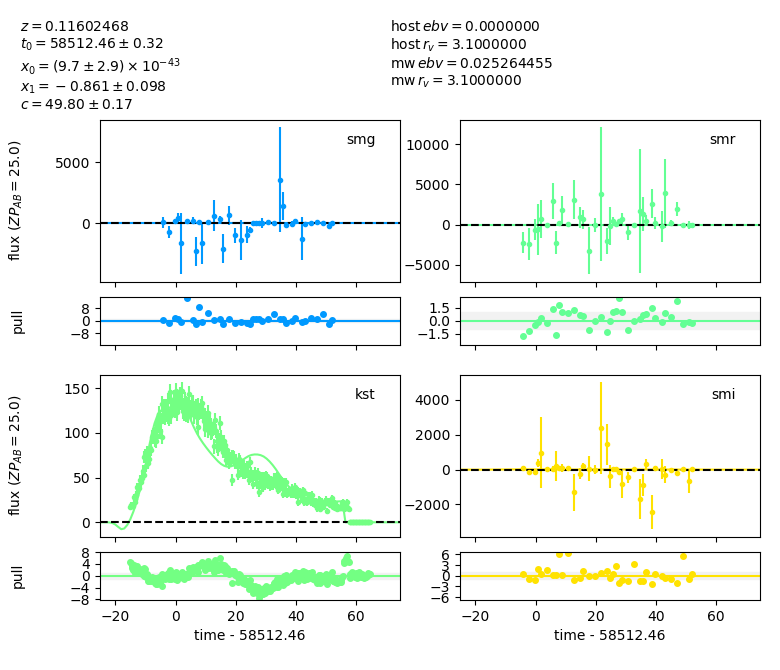 z = 0.11602468
t₀ = 58512.46 ± 0.32
x₀ = (9.7 ± 2.9) × 10⁻⁴³
x₁ = −0.861 ± 0.098
c = 49.80 ± 0.17
host ebv = 0.0000000
host r_v = 3.1000000
mw ebv = 0.025264455
mw r_v = 3.1000000
flux (ZP_AB = 25.0)
5000
0
smg
10000
5000
0
−5000
smr
pull
8
0
−8
1.5
0.0
−1.5
flux (ZP_AB = 25.0)
150
100
50
0
kst
4000
2000
0
−2000
smi
pull
8
4
0
−4
−8
6
3
0
−3
−6
−20 0 20 40 60
−20 0 20 40 60
time - 58512.46
time - 58512.46